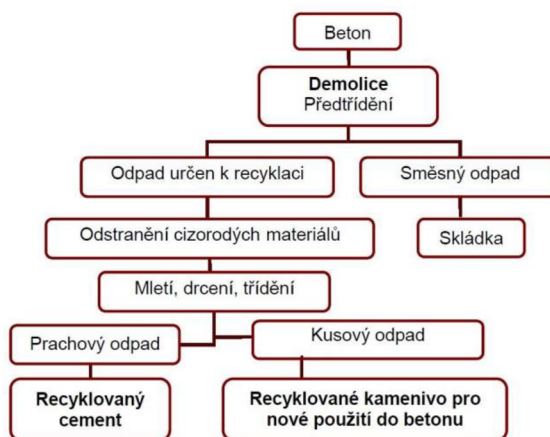 Beton
Demolice
Předtřídění
Odpad určen k recyklaci
Směsný odpad
Odstranění cizorodých materiálů
Skládka
Mletí, drcení, třídění
Prachový odpad
Kusový odpad
Recyklovaný
cement
Recyklované kamenivo pro
nové použití do betonu